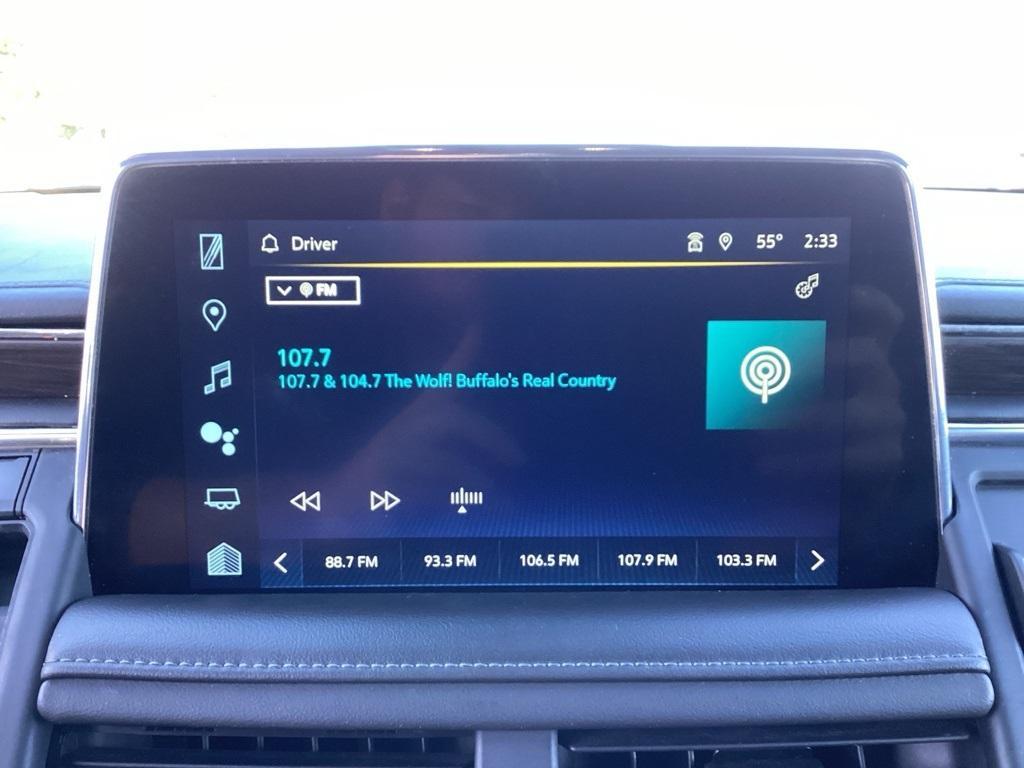 Driver
55° 2:33
FM
107.7
107.7 & 104.7 The Wolf! Buffalo's Real Country
88.7 FM 93.3 FM 106.5 FM 107.9 FM 103.3 FM